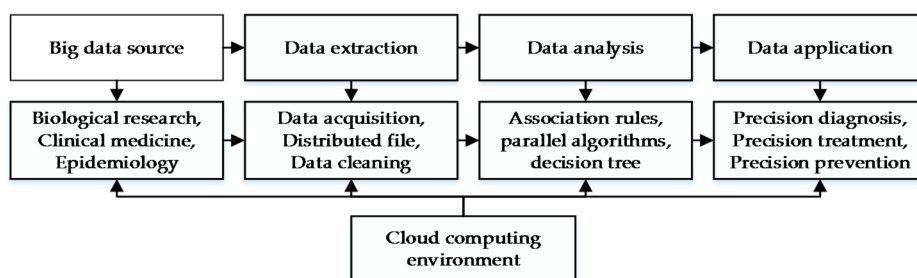 Big data source
Data extraction
Data analysis
Data application
Biological research,
Clinical medicine,
Epidemiology
Data acquisition,
Distributed file,
Data cleaning
Association rules,
parallel algorithms,
decision tree
Precision diagnosis,
Precision treatment,
Precision prevention
Cloud computing
environment